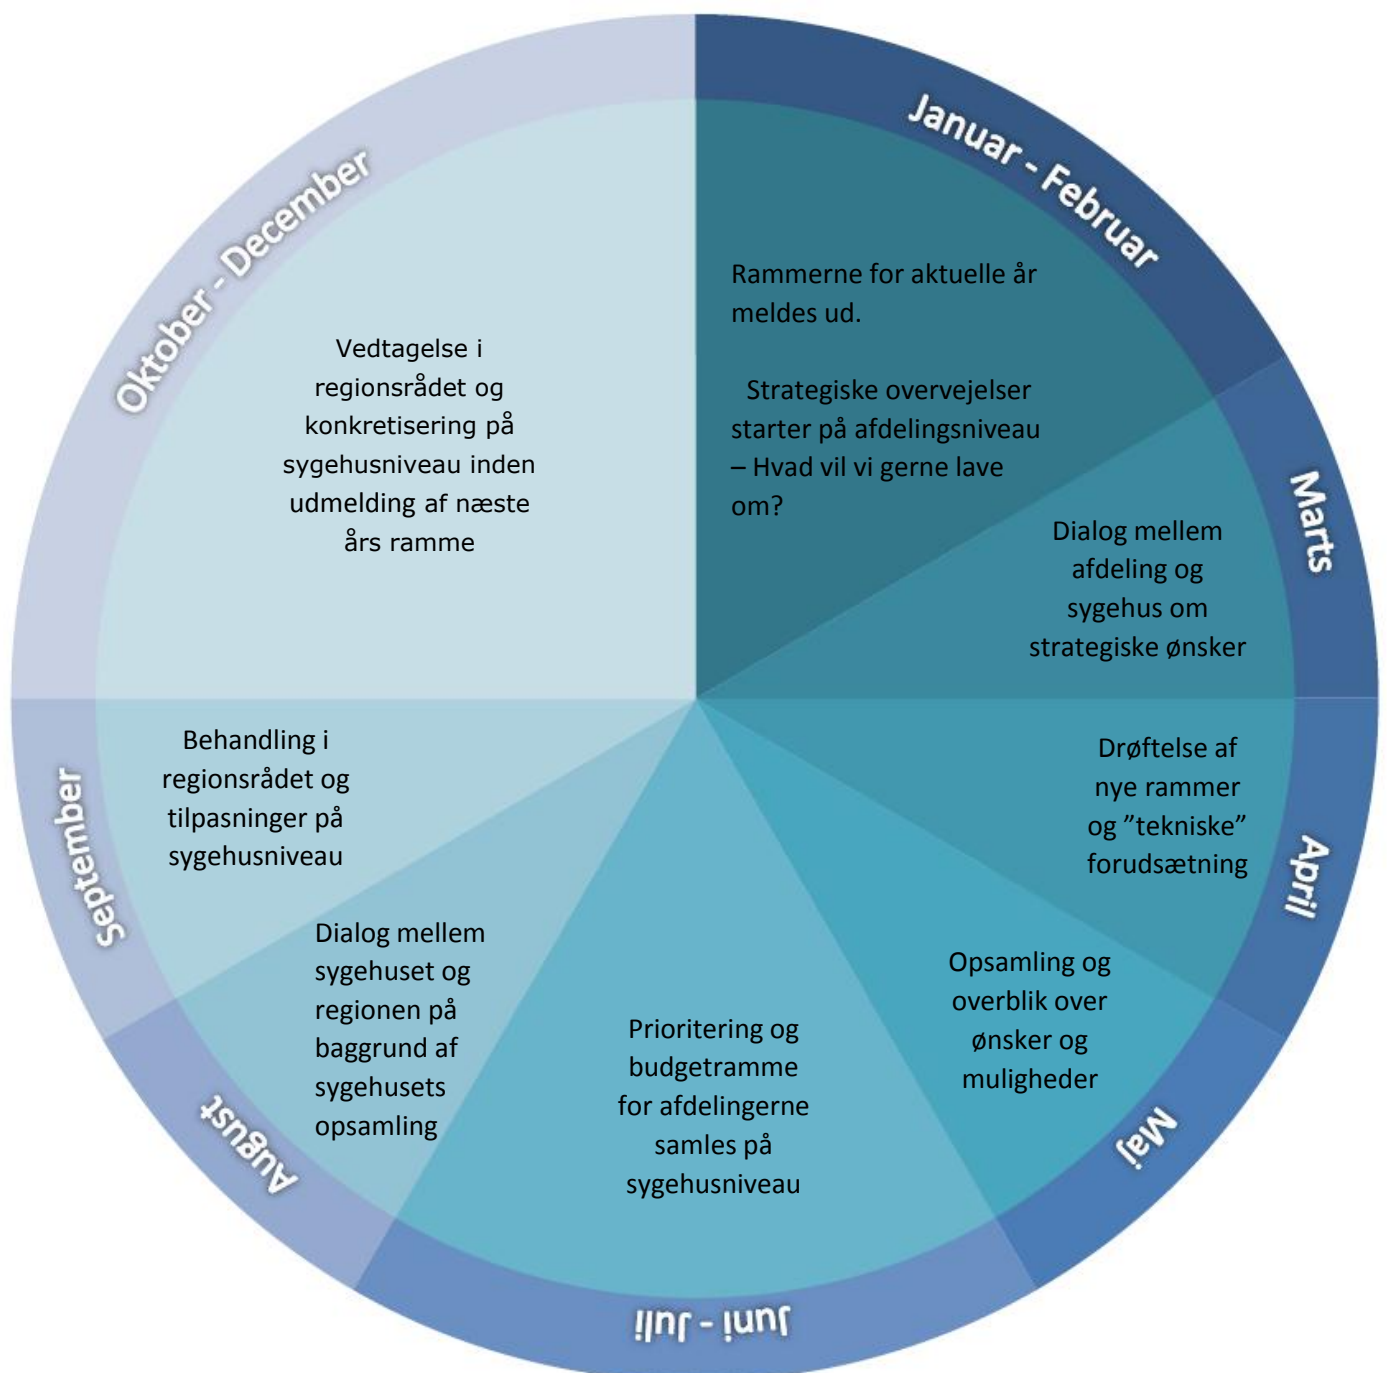 Januar - Februar
Rammerne for aktuelle år
meldes ud.
Strategiske overvejelser
starter på afdelingsniveau
– Hvad vil vi gerne lave
om?
Marts
Dialog mellem
afdeling og
sygehus om
strategiske ønsker
April
Drøftelse af
nye rammer
og ”tekniske”
forudsætning
Maj
Opsamling og
overblik over
ønsker og
muligheder
Juni - Juli
Prioritering og
budgetramme
for afdelingerne
samles på
sygehusniveau
August
Dialog mellem
sygehuset og
regionen på
baggrund af
sygehusets
opsamling
September
Behandling i
regionsrådet og
tilpasninger på
sygehusniveau
Oktober - December
Vedtagelse i
regionsrådet og
konkretisering på
sygehusniveau inden
udmelding af næste
års ramme